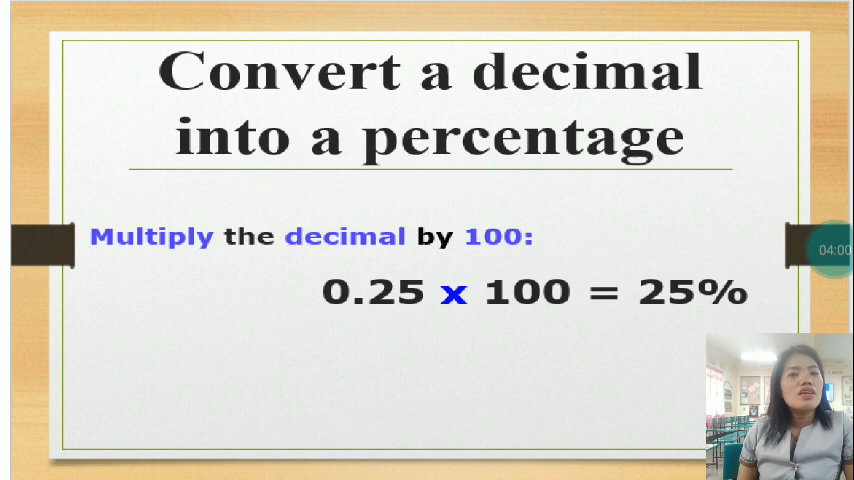 Convert a decimal
into a percentage
Multiply the decimal by 100:
0.25 x 100 = 25%
04:00